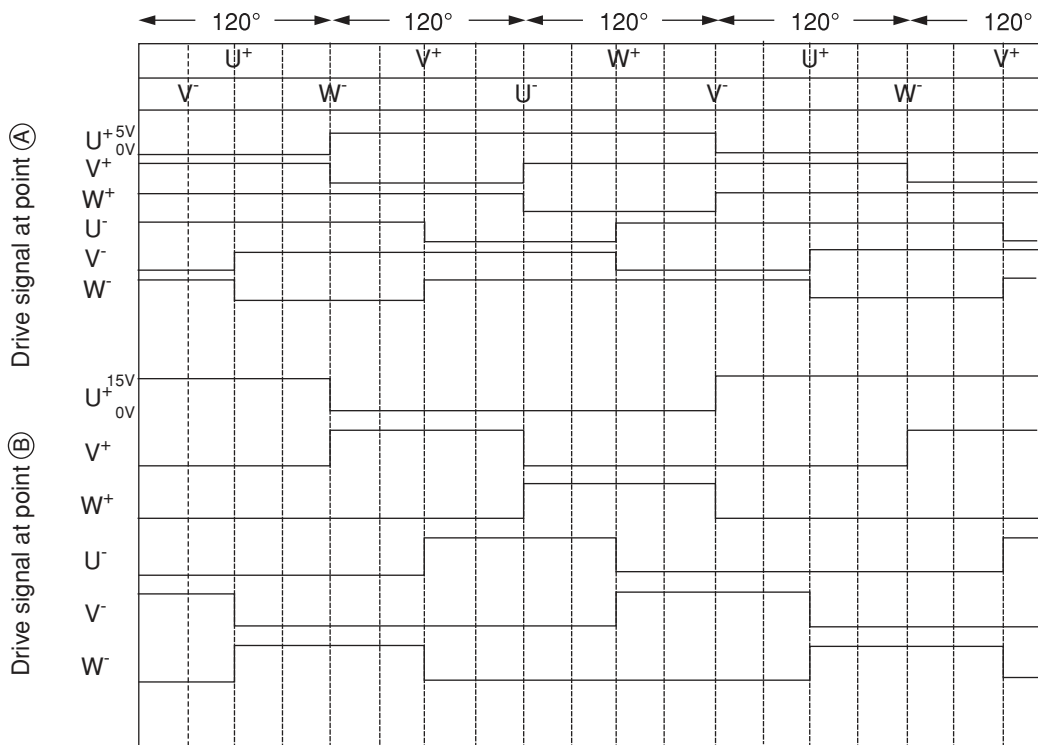 120° 120° 120° 120° 120°
U⁺ V⁺ W⁺ U⁺ V⁺
V⁻ W⁻ U⁻ V⁻ W⁻
Drive signal at point Ⓐ
U⁺ 5V 0V
V⁺
W⁺
U⁻
V⁻
W⁻
Drive signal at point Ⓑ
U⁺ 15V 0V
V⁺
W⁺
U⁻
V⁻
W⁻